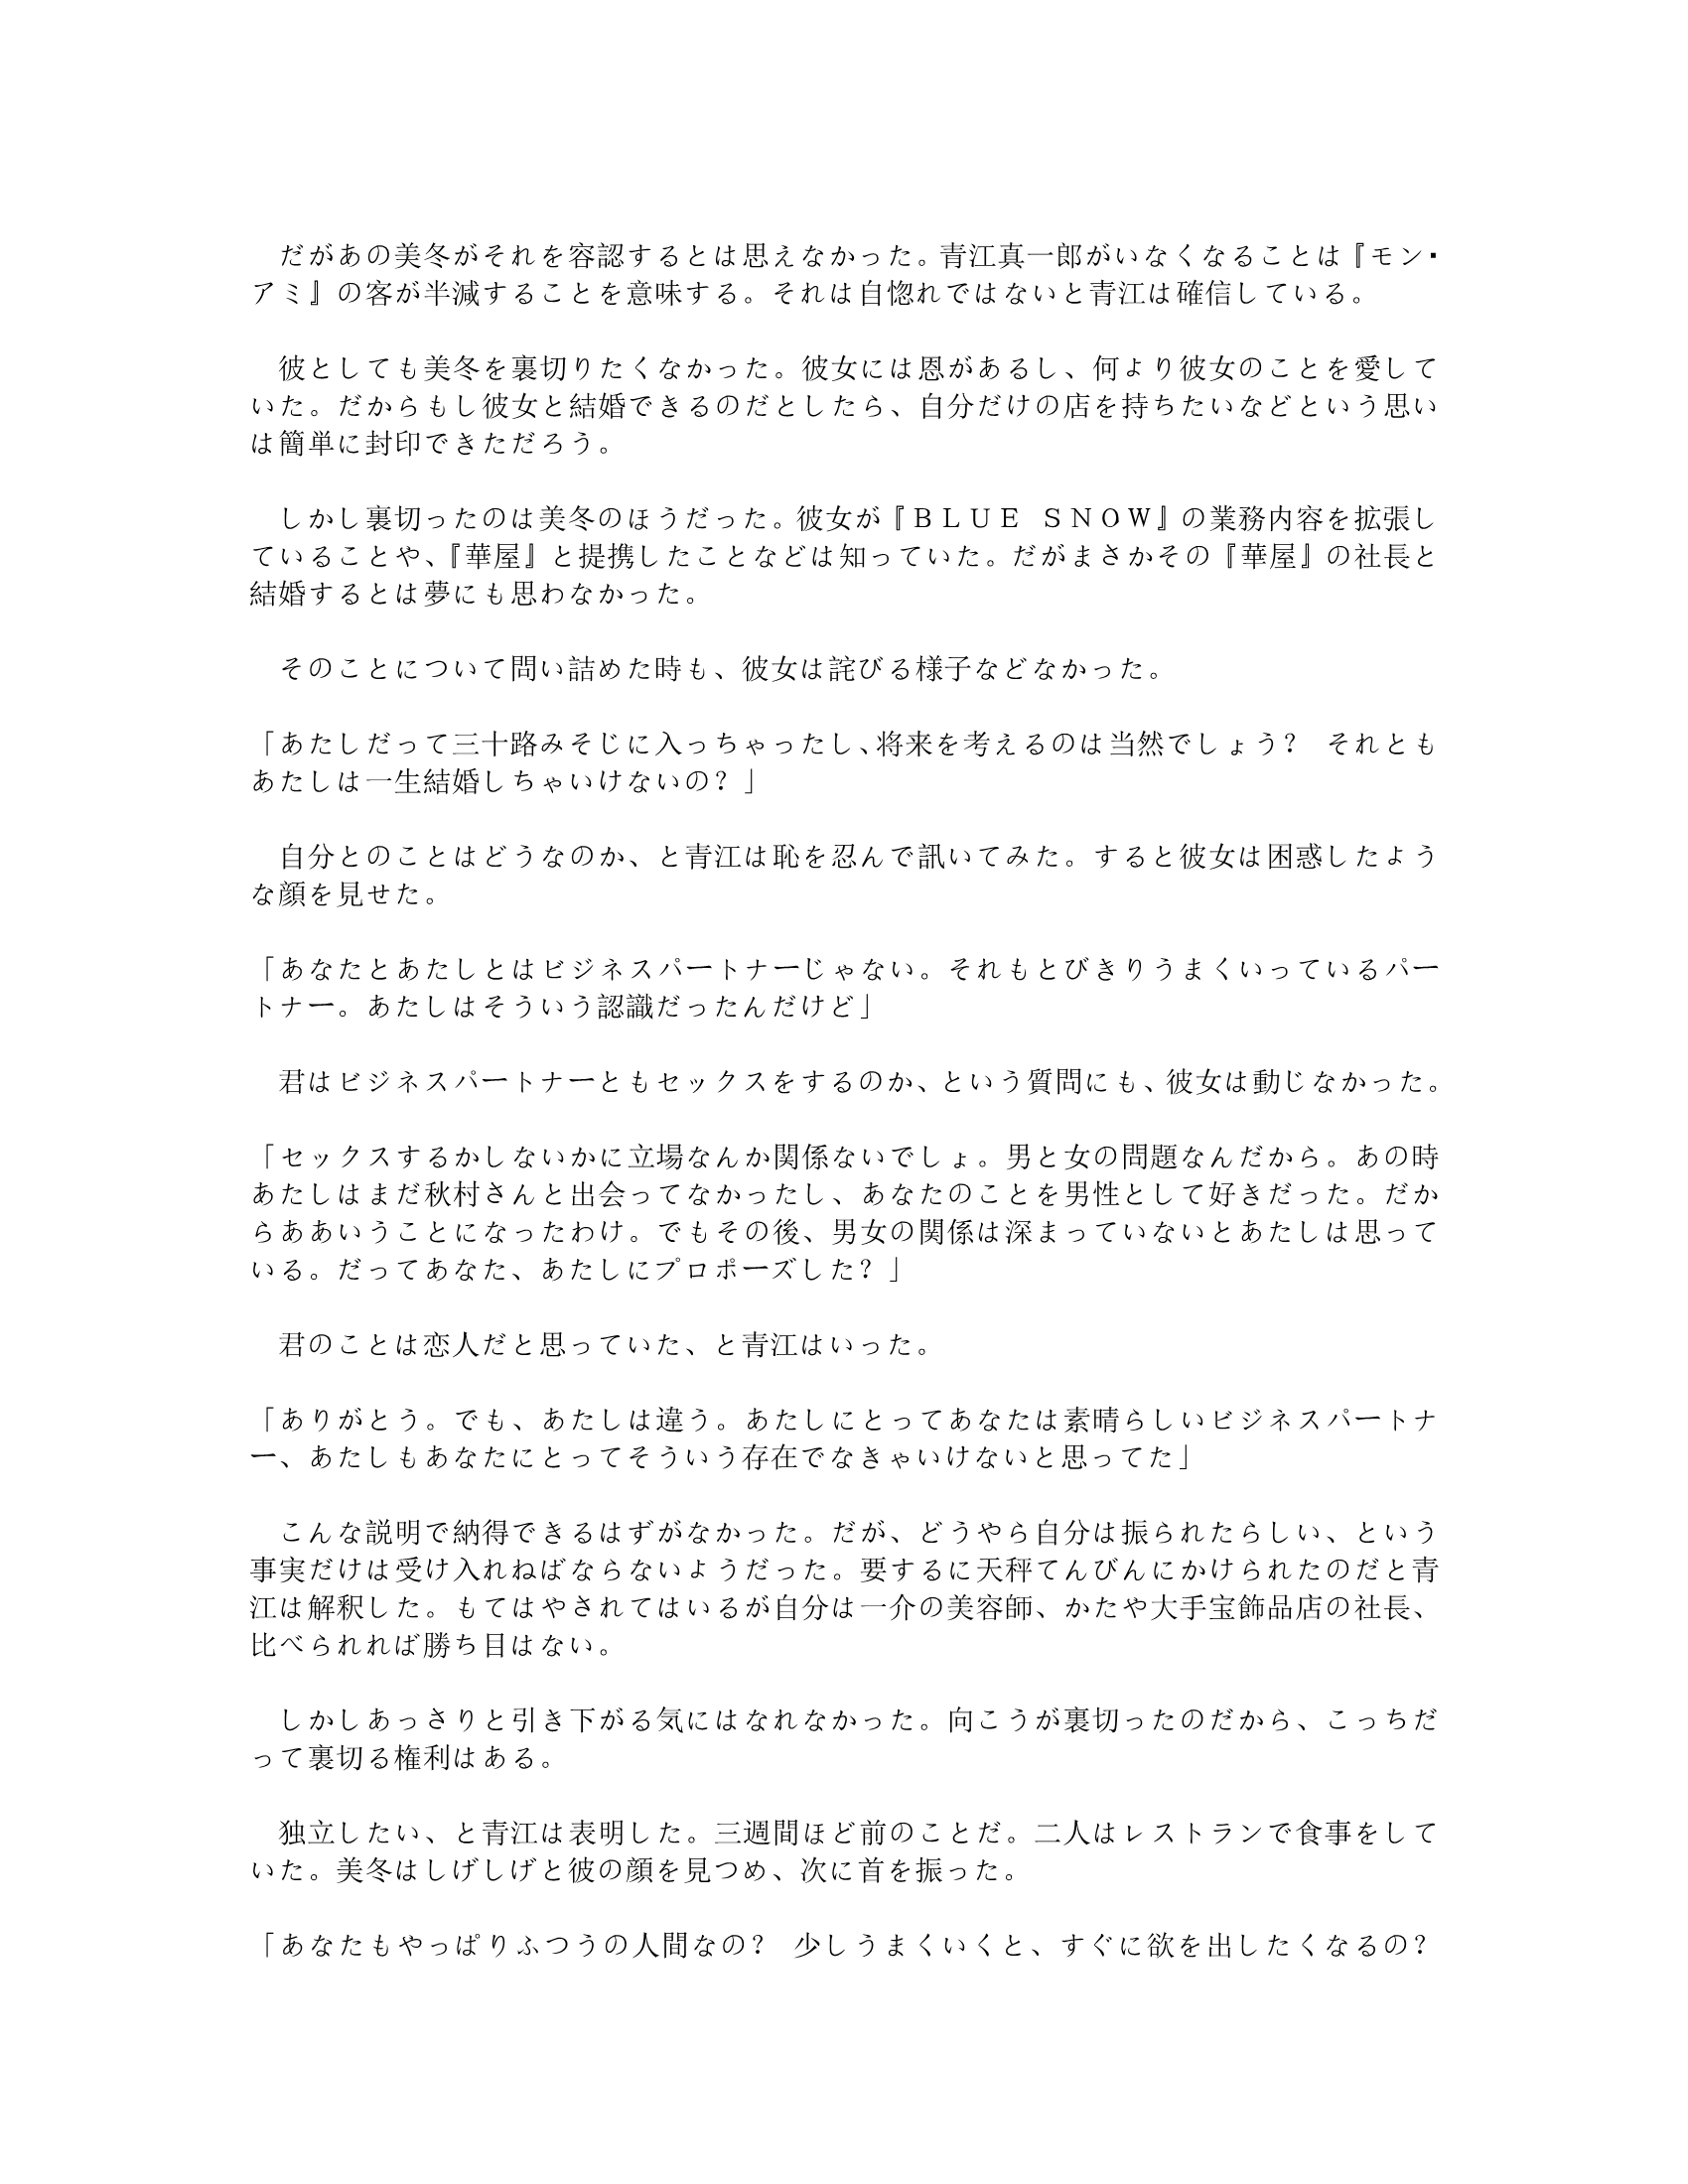 だがあの美冬がそれを容認するとは思えなかった。青江真一郎がいなくなることは『モン・
アミ』の客が半減することを意味する。それは自惚れではないと青江は確信している。
　彼としても美冬を裏切りたくなかった。彼女には恩があるし、何より彼女のことを愛して
いた。だからもし彼女と結婚できるのだとしたら、自分だけの店を持ちたいなどという思い
は簡単に封印できただろう。
　しかし裏切ったのは美冬のほうだった。彼女が『ＢＬＵＥ　ＳＮＯＷ』の業務内容を拡張し
ていることや、『華屋』と提携したことなどは知っていた。だがまさかその『華屋』の社長と
結婚するとは夢にも思わなかった。
　そのことについて問い詰めた時も、彼女は詫びる様子などなかった。
「あたしだって三十路みそじに入っちゃったし、将来を考えるのは当然でしょう？　それとも
あたしは一生結婚しちゃいけないの？」
　自分とのことはどうなのか、と青江は恥を忍んで訊いてみた。すると彼女は困惑したよう
な顔を見せた。
「あなたとあたしとはビジネスパートナーじゃない。それもとびきりうまくいっているパー
トナー。あたしはそういう認識だったんだけど」
　君はビジネスパートナーともセックスをするのか、という質問にも、彼女は動じなかった。
「セックスするかしないかに立場なんか関係ないでしょ。男と女の問題なんだから。あの時
あたしはまだ秋村さんと出会ってなかったし、あなたのことを男性として好きだった。だか
らああいうことになったわけ。でもその後、男女の関係は深まっていないとあたしは思って
いる。だってあなた、あたしにプロポーズした？」
　君のことは恋人だと思っていた、と青江はいった。
「ありがとう。でも、あたしは違う。あたしにとってあなたは素晴らしいビジネスパートナ
ー、あたしもあなたにとってそういう存在でなきゃいけないと思ってた」
　こんな説明で納得できるはずがなかった。だが、どうやら自分は振られたらしい、という
事実だけは受け入れねばならないようだった。要するに天秤てんびんにかけられたのだと青
江は解釈した。もてはやされてはいるが自分は一介の美容師、かたや大手宝飾品店の社長、
比べられれば勝ち目はない。
　しかしあっさりと引き下がる気にはなれなかった。向こうが裏切ったのだから、こっちだ
って裏切る権利はある。
　独立したい、と青江は表明した。三週間ほど前のことだ。二人はレストランで食事をして
いた。美冬はしげしげと彼の顔を見つめ、次に首を振った。
「あなたもやっぱりふつうの人間なの？　少しうまくいくと、すぐに欲を出したくなるの？